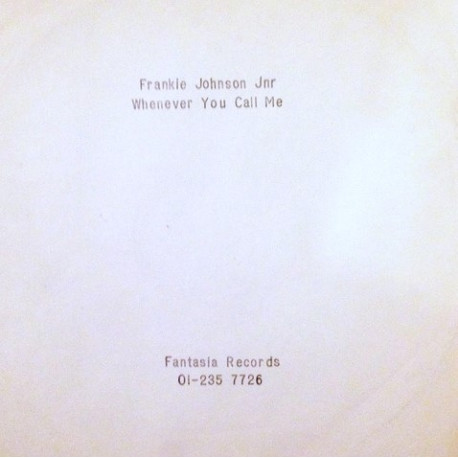 Frankie Johnson Jnr
Whenever You Call Me
Fantasia Records
01-235 7726